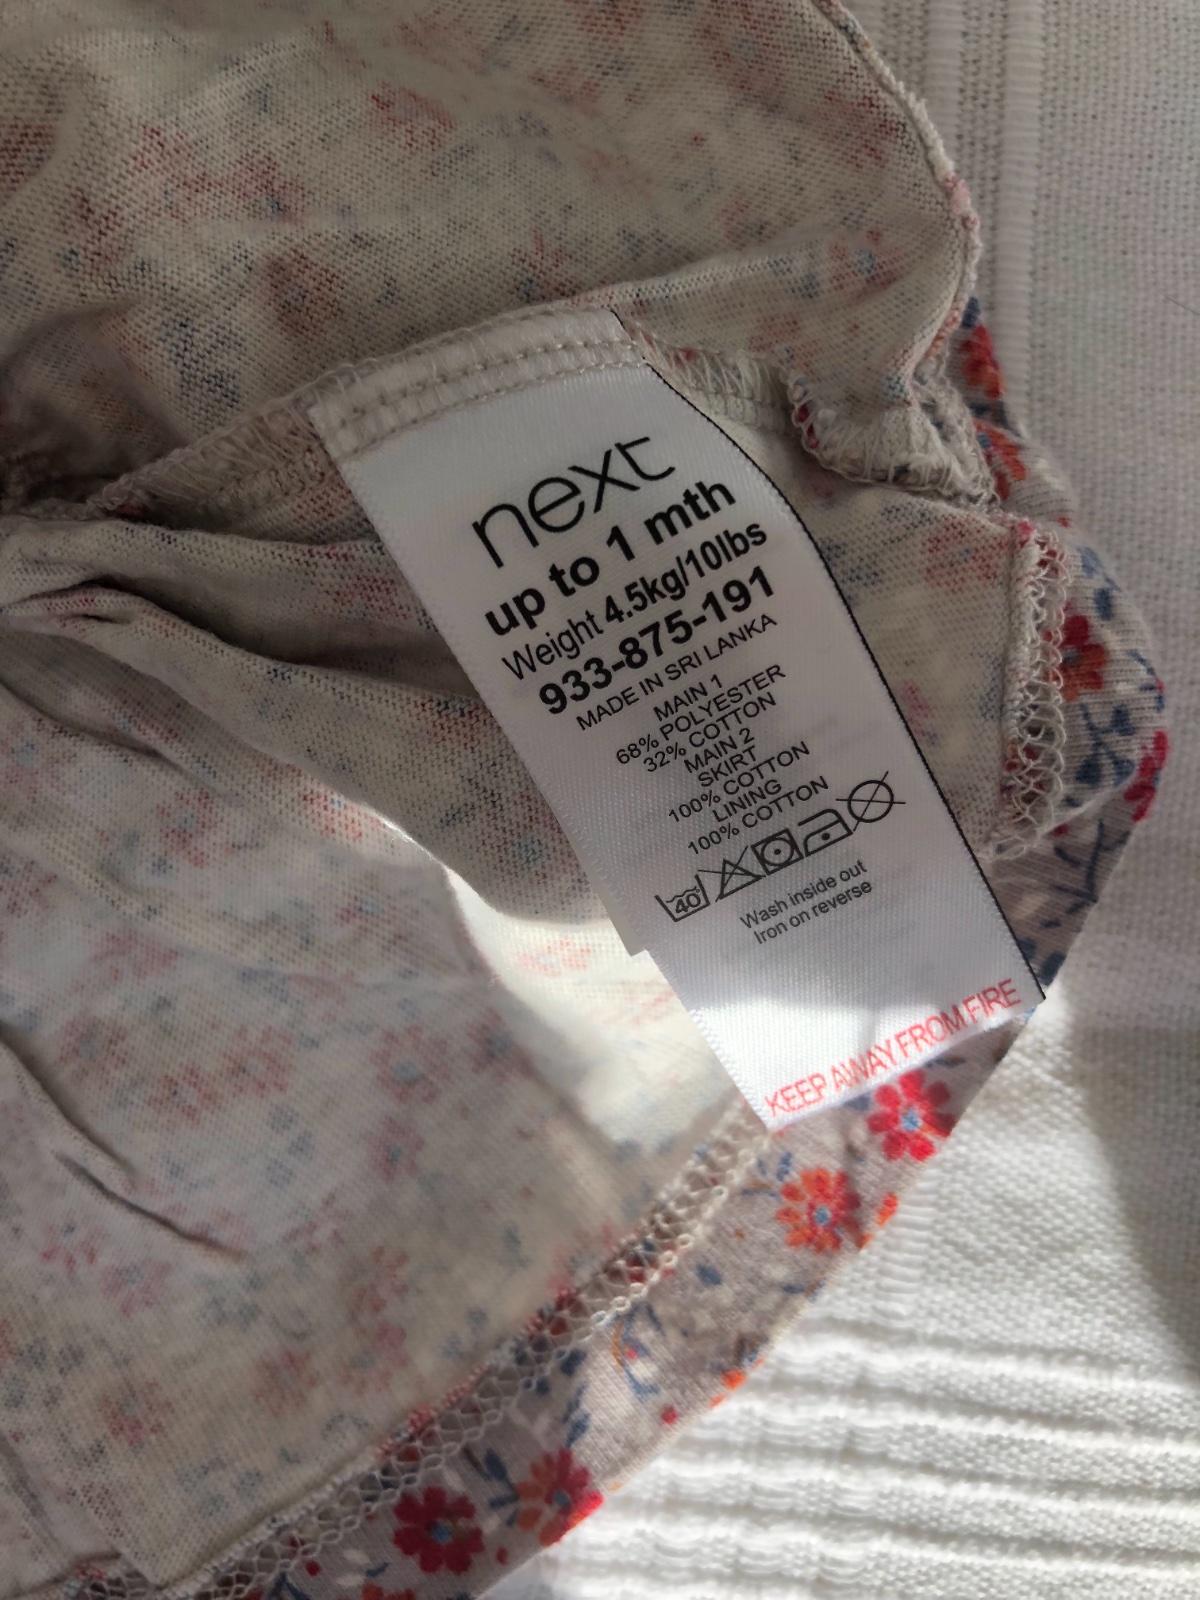 next
up to 1 mth
Weight 4.5kg/10lbs
933-875-191
MADE IN SRI LANKA
MAIN 1
68% POLYESTER
32% COTTON
MAIN 2
SKIRT
100% COTTON
LINING
100% COTTON
40°
Wash inside out
Iron on reverse
KEEP AWAY FROM FIRE